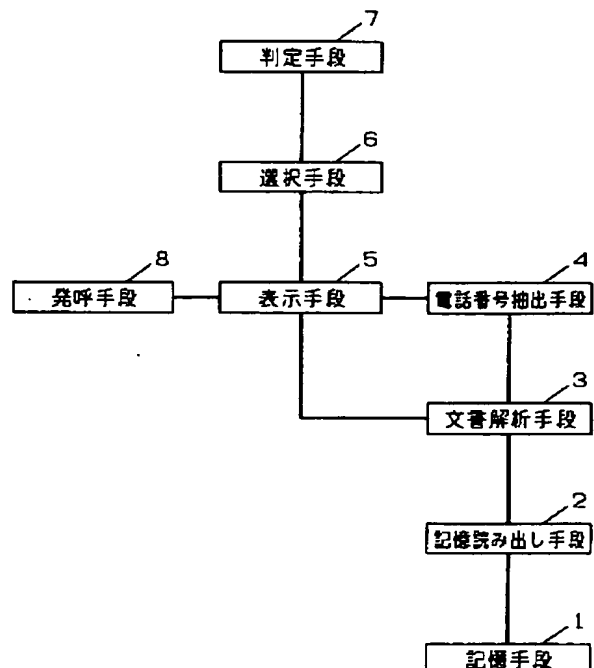 7
判定手段
6
選択手段
8
発呼手段
5
表示手段
4
電話番号抽出手段
3
文書解析手段
2
記憶読み出し手段
1
記憶手段